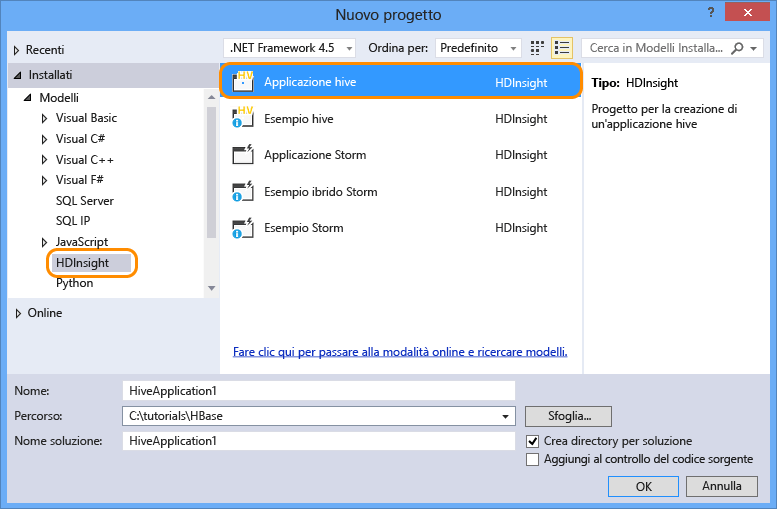 Nuovo progetto
?
Recenti
.NET Framework 4.5
Ordina per:
Predefinito
Cerca in Modelli Installa...
Installati
Modelli
Visual Basic
Visual C#
Visual C++
Visual F#
SQL Server
SQL IP
JavaScript
HDInsight
Python
Online
Applicazione hive HDInsight
Esempio hive HDInsight
Applicazione Storm HDInsight
Esempio ibrido Storm HDInsight
Esempio Storm HDInsight
Fare clic qui per passare alla modalità online e ricercare modelli.
Tipo: HDInsight
Progetto per la creazione di
un'applicazione hive
Nome: HiveApplication1
Percorso: C:\tutorials\HBase
Sfoglia...
Nome soluzione: HiveApplication1
Crea directory per soluzione
Aggiungi al controllo del codice sorgente
OK
Annulla